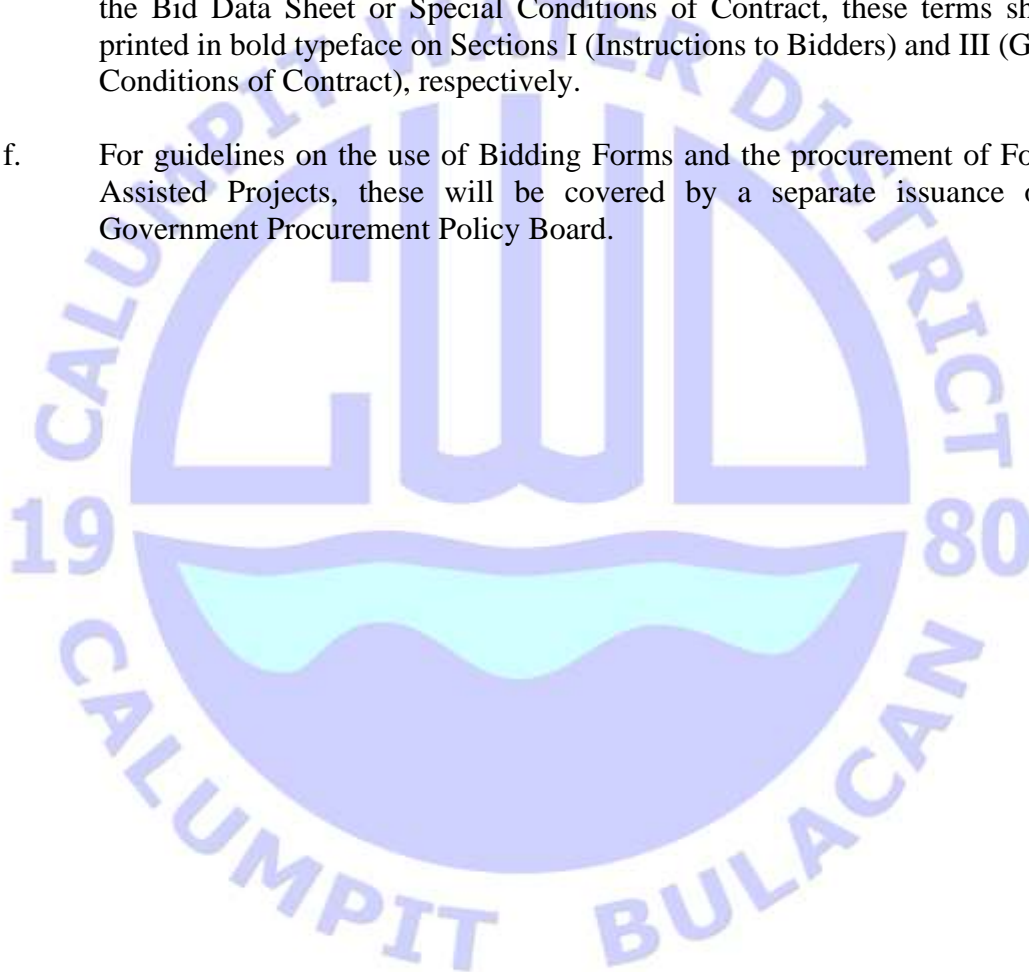 the Bid Data Sheet or Special Conditions of Contract, these terms sh
printed in bold typeface on Sections I (Instructions to Bidders) and III (G
Conditions of Contract), respectively.
f. For guidelines on the use of Bidding Forms and the procurement of Fo
Assisted Projects, these will be covered by a separate issuance o
Government Procurement Policy Board.
CALUMPIT WATER DISTRICT
CWD
19 80
CALUMPIT BULACAN